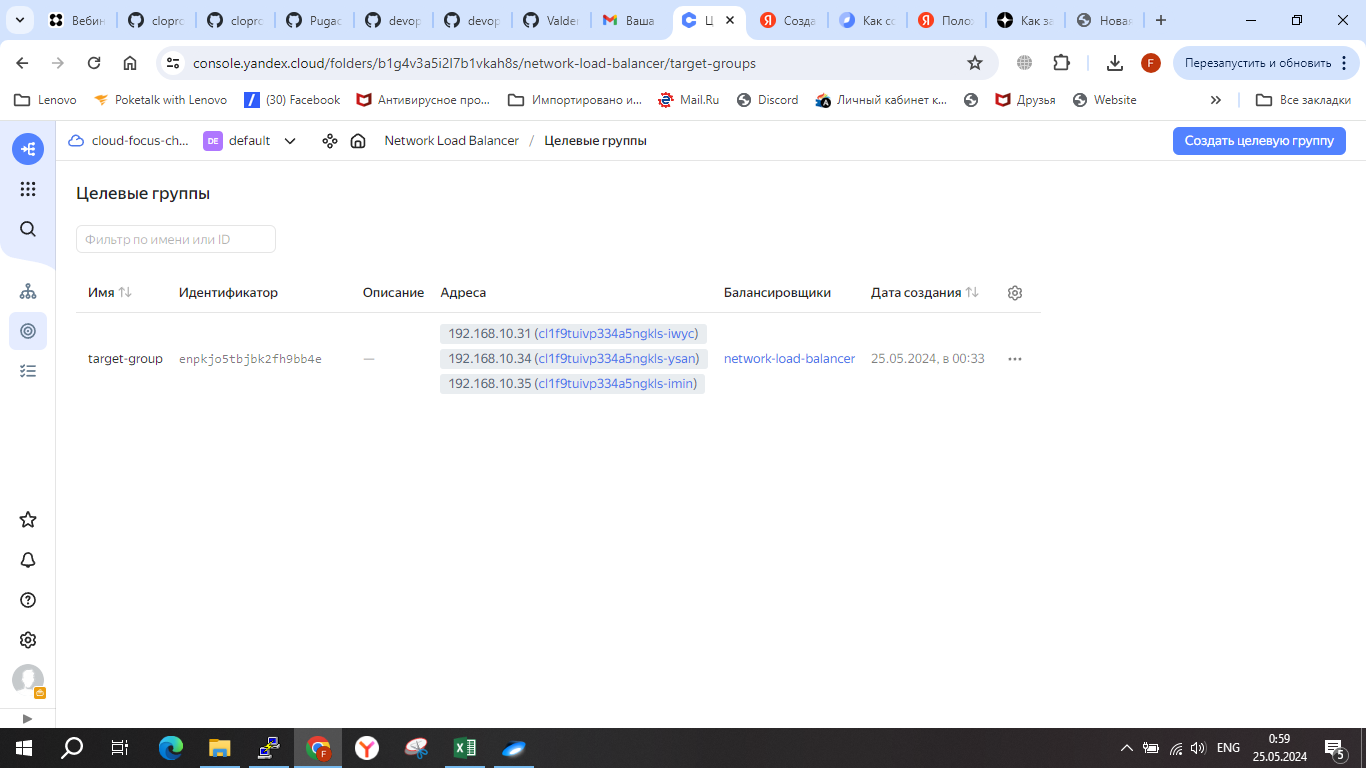 Вебин
clopro
clopro
Pugac
devop
devop
Valder
Ваша
Ц
Созда
Как со
Поло
Как за
Новая
console.yandex.cloud/folders/b1g4v3a5i2l7b1vkah8s/network-load-balancer/target-groups
F
Перезапустить и обновить
Lenovo
Poketalk with Lenovo
(30) Facebook
Антивирусное про...
Импортировано и...
Mail.Ru
Discord
Личный кабинет к...
Друзья
Website
Все закладки
cloud-focus-ch...
DE
default
Network Load Balancer / Целевые группы
Создать целевую группу
Целевые группы
Фильтр по имени или ID
Имя Идентификатор Описание Адреса Балансировщики Дата создания
192.168.10.31 (cl1f9tuivp334a5ngkls-iwyc)
target-group enpkjo5tbjbk2fh9bb4e — 192.168.10.34 (cl1f9tuivp334a5ngkls-ysan) network-load-balancer 25.05.2024, в 00:33
192.168.10.35 (cl1f9tuivp334a5ngkls-imin)
ENG
0:59
25.05.2024
5